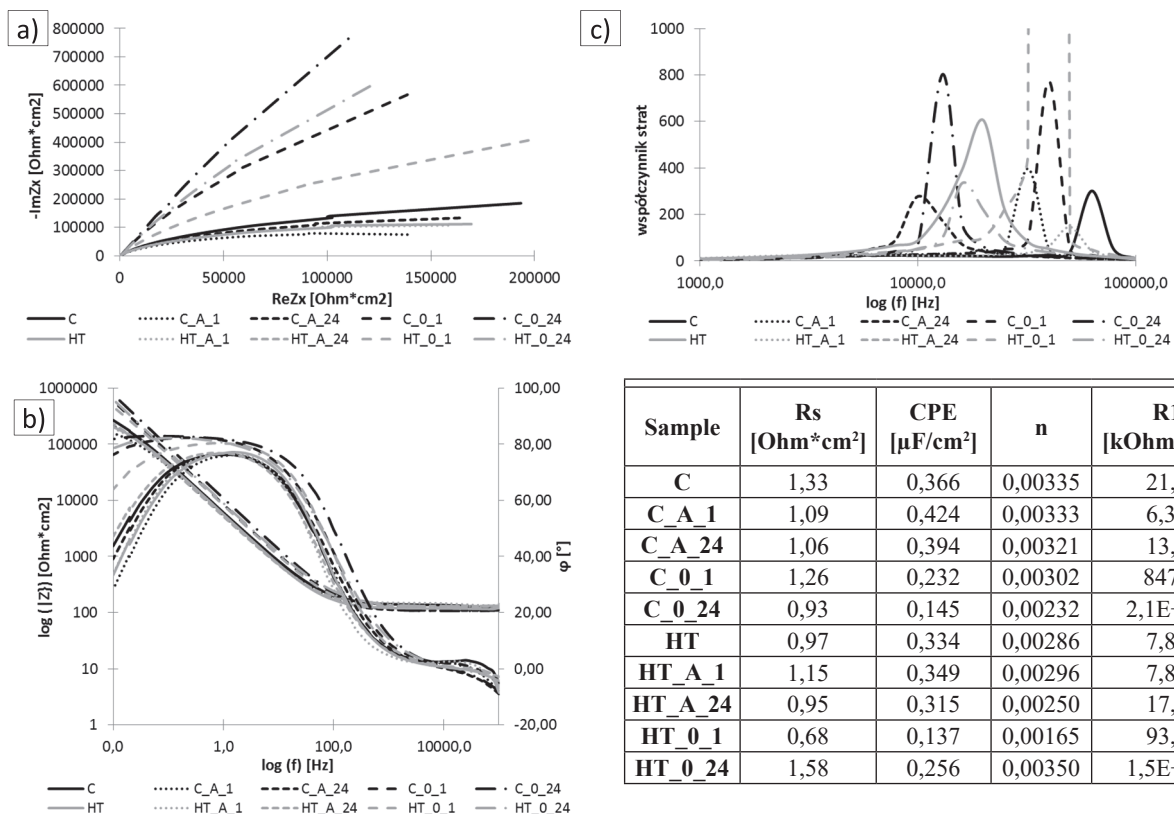 a)
800000
700000
600000
500000
400000
300000
200000
100000
0
-ImZx [Ohm*cm2]
0 50000 100000 150000 200000
ReZx [Ohm*cm2]
C C_A_1 C_A_24 C_0_1 C_0_24
HT HT_A_1 HT_A_24 HT_0_1 HT_0_24
c)
1000
800
600
400
200
0
współczynnik strat
1000,0 10000,0 100000,0
log (f) [Hz]
C C_A_1 C_A_24 C_0_1 C_0_24
HT HT_A_1 HT_A_24 HT_0_1 HT_0_24
b)
1000000
100000
10000
1000
100
10
1
log (|Z|) [Ohm*cm2]
100,00
80,00
60,00
40,00
20,00
0,00
-20,00
φ [°]
0,0 1,0 100,0 10000,0
log (f) [Hz]
C C_A_1 C_A_24 C_0_1 C_0_24
HT HT_A_1 HT_A_24 HT_0_1 HT_0_24
Sample Rs [Ohm*cm²] CPE [µF/cm²] n R1 [kOhm
C 1,33 0,366 0,00335 21,
C_A_1 1,09 0,424 0,00333 6,3
C_A_24 1,06 0,394 0,00321 13,
C_0_1 1,26 0,232 0,00302 847
C_0_24 0,93 0,145 0,00232 2,1E
HT 0,97 0,334 0,00286 7,8
HT_A_1 1,15 0,349 0,00296 7,8
HT_A_24 0,95 0,315 0,00250 17,
HT_0_1 0,68 0,137 0,00165 93,
HT_0_24 1,58 0,256 0,00350 1,5E